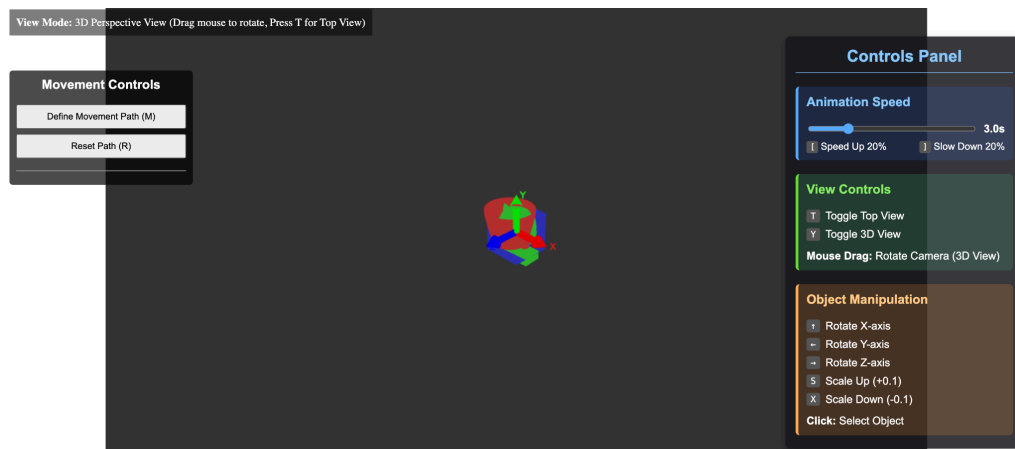 View Mode: 3D Perspective View (Drag mouse to rotate, Press T for Top View)
Movement Controls
Define Movement Path (M)
Reset Path (R)
Y
X
Controls Panel
Animation Speed
3.0s
[ Speed Up 20% ] Slow Down 20%
View Controls
T Toggle Top View
Y Toggle 3D View
Mouse Drag: Rotate Camera (3D View)
Object Manipulation
↑ Rotate X-axis
← Rotate Y-axis
→ Rotate Z-axis
S Scale Up (+0.1)
X Scale Down (-0.1)
Click: Select Object